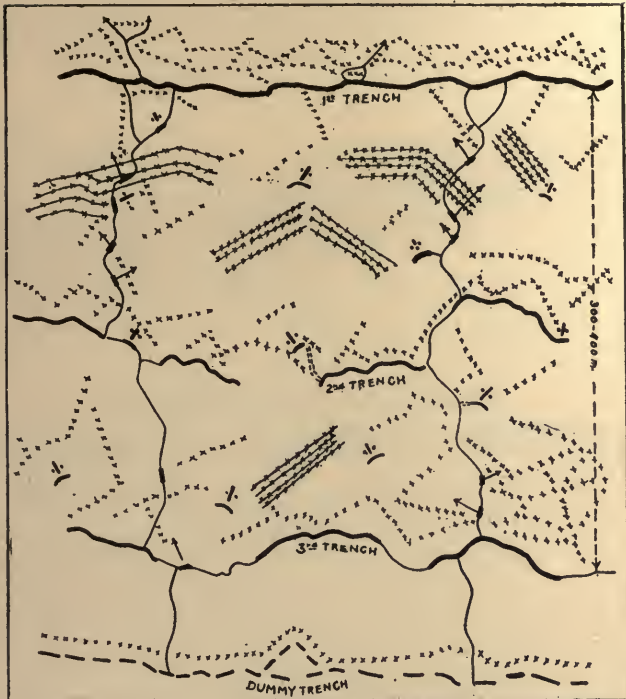 1st TRENCH
300-400 m.
2nd TRENCH
3rd TRENCH
DUMMY TRENCH